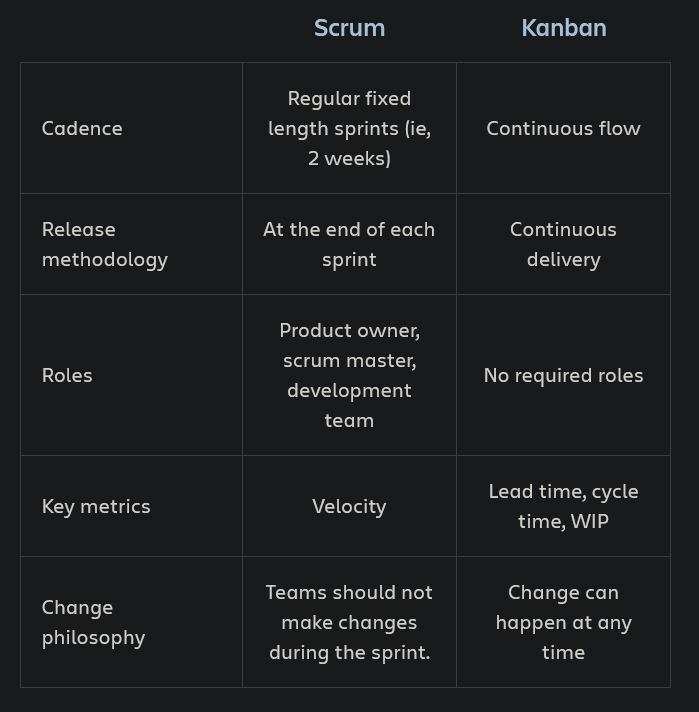 Scrum Kanban
Cadence
Regular fixed
length sprints (ie,
2 weeks)
Continuous flow
Release
methodology
At the end of each
sprint
Continuous
delivery
Roles
Product owner,
scrum master,
development
team
No required roles
Key metrics
Velocity
Lead time, cycle
time, WIP
Change
philosophy
Teams should not
make changes
during the sprint.
Change can
happen at any
time